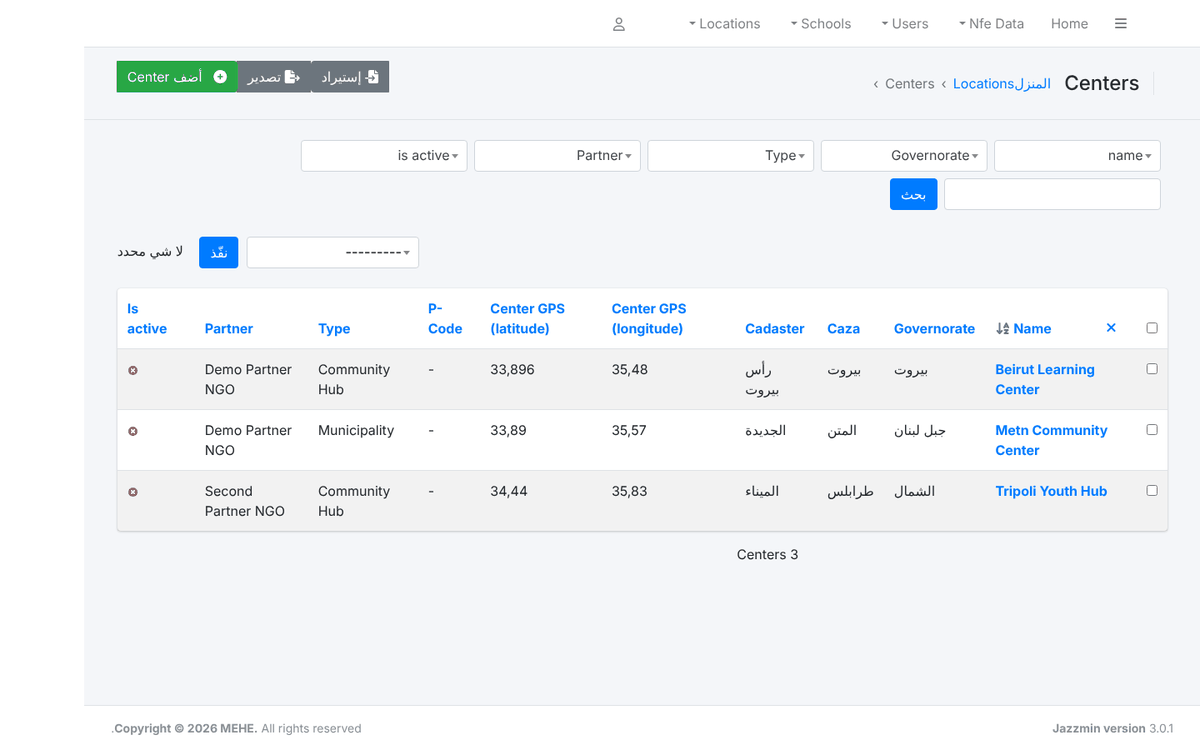 Home
Nfe Data
Users
Schools
Locations
Centers
المنزل Locations › Centers ›
إستيراد
تصدير
أضف Center
name
Governorate
Type
Partner
is active
بحث
---------
نفّذ
لا شي محدد
Name
Governorate
Caza
Cadaster
Center GPS (longitude)
Center GPS (latitude)
P-Code
Type
Partner
Is active
Beirut Learning Center
بيروت
بيروت
رأس بيروت
35,48
33,896
-
Community Hub
Demo Partner NGO
Metn Community Center
جبل لبنان
المتن
الجديدة
35,57
33,89
-
Municipality
Demo Partner NGO
Tripoli Youth Hub
الشمال
طرابلس
الميناء
35,83
34,44
-
Community Hub
Second Partner NGO
Centers 3
Jazzmin version 3.0.1
.Copyright © 2026 MEHE. All rights reserved